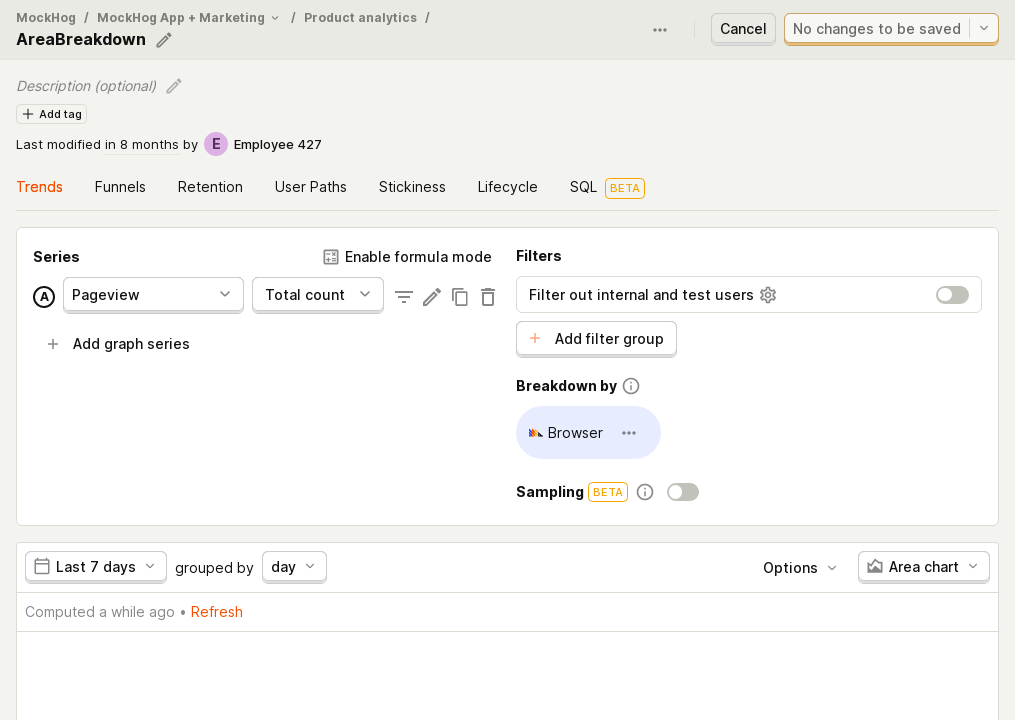 MockHog / MockHog App + Marketing / Product analytics /
AreaBreakdown
Cancel
No changes to be saved
Description (optional)
Add tag
Last modified in 8 months by E Employee 427
Trends Funnels Retention User Paths Stickiness Lifecycle SQL BETA
Series
Enable formula mode
A Pageview Total count
Add graph series
Filters
Filter out internal and test users
Add filter group
Breakdown by
Browser
Sampling BETA
Last 7 days grouped by day
Options
Area chart
Computed a while ago • Refresh